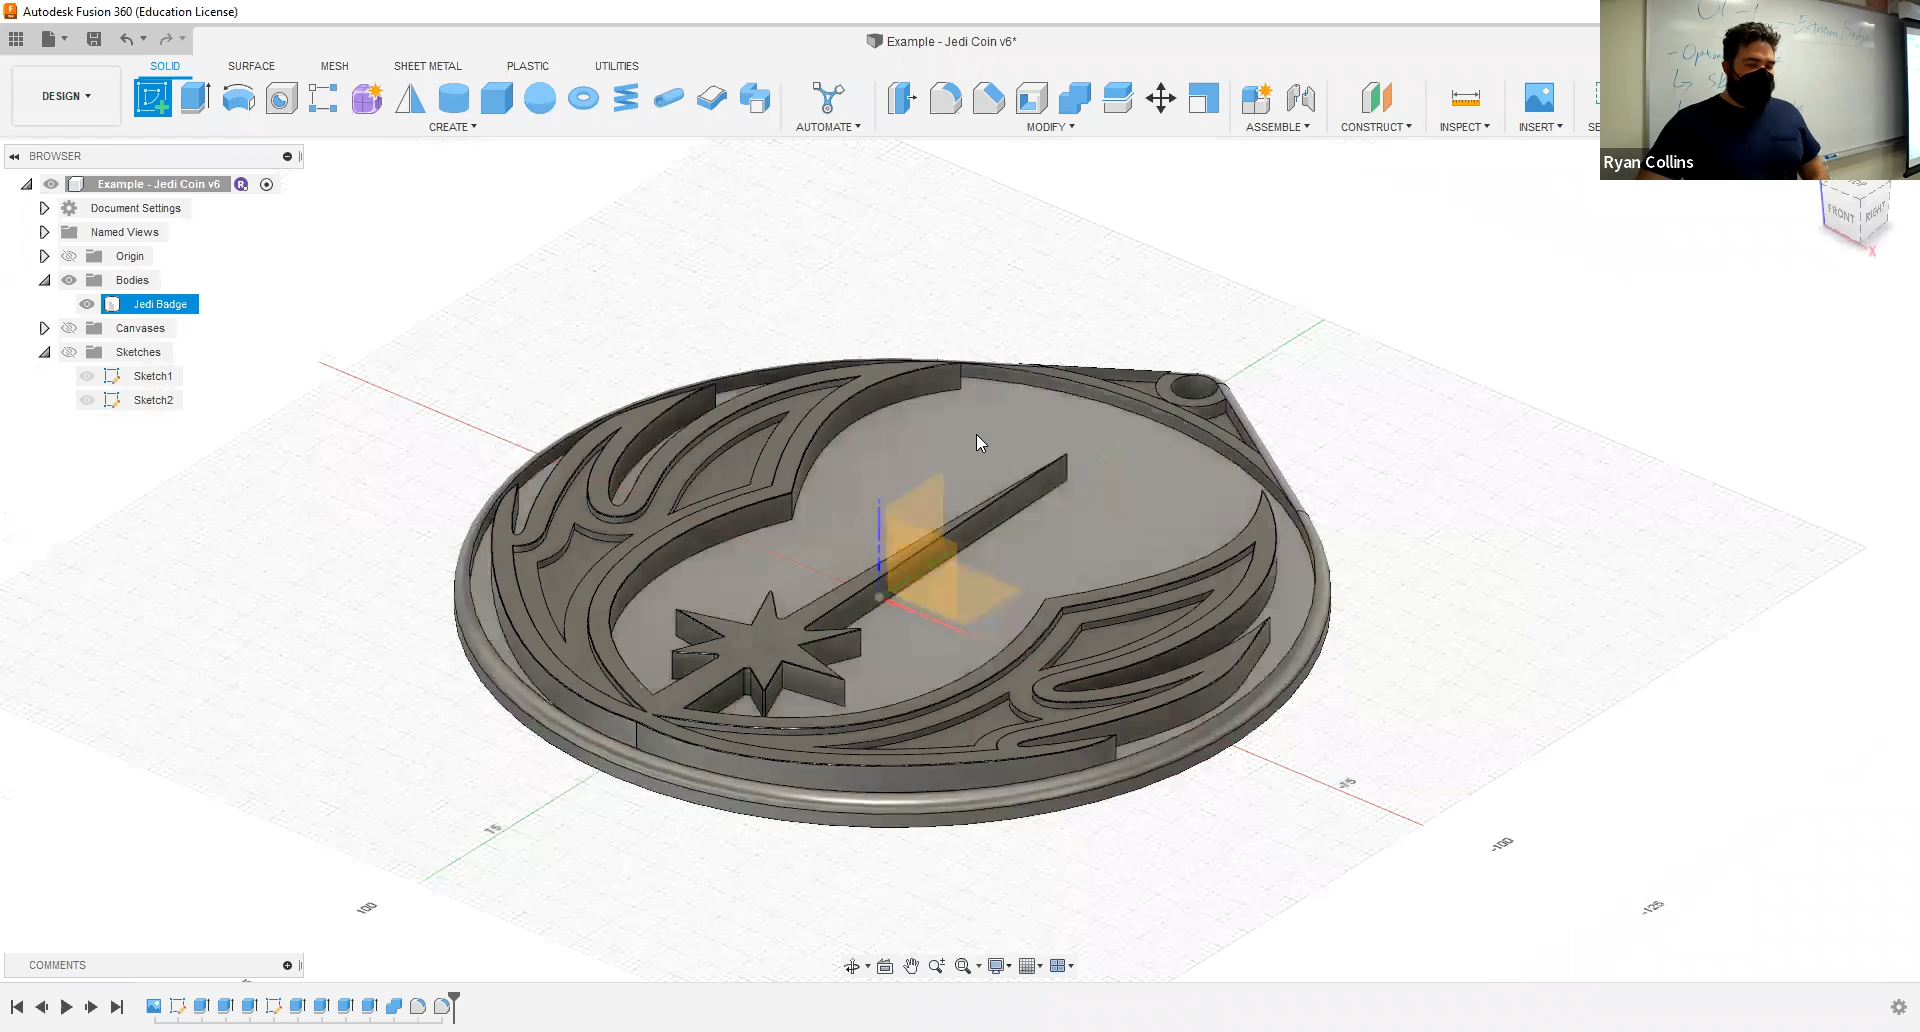 Autodesk Fusion 360 (Education License)
Example - Jedi Coin v6*
SOLID SURFACE MESH SHEET METAL PLASTIC UTILITIES
DESIGN
CREATE AUTOMATE MODIFY ASSEMBLE CONSTRUCT INSPECT INSERT SE
BROWSER
Example - Jedi Coin v6 R
Document Settings
Named Views
Origin
Bodies
Jedi Badge
Canvases
Sketches
Sketch1
Sketch2
Ryan Collins
TOP
FRONT RIGHT
X
75
100
-100
-125
COMMENTS